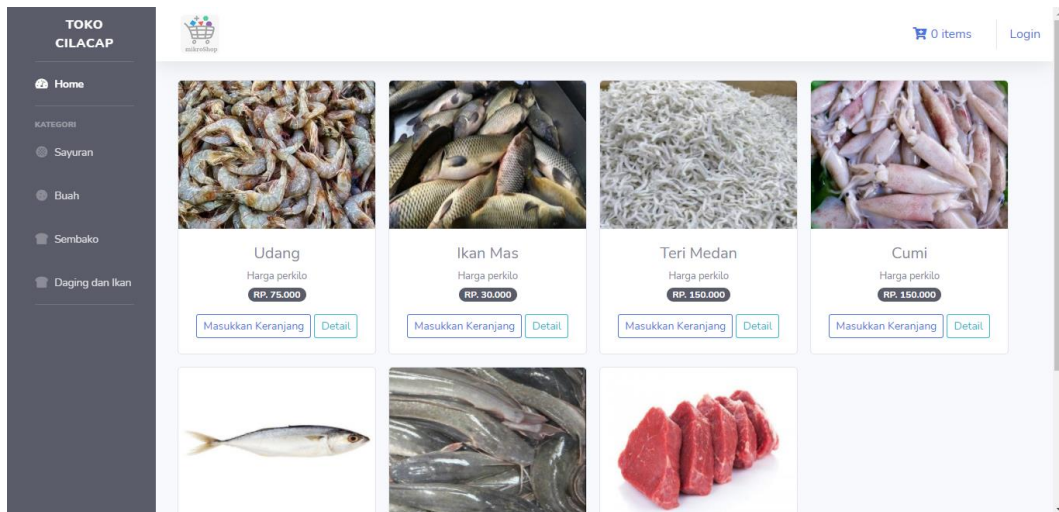 TOKO
CILACAP
mikroShop
0 items
Login
Home
KATEGORI
Sayuran
Buah
Sembako
Daging dan Ikan
Udang
Harga perkilo
RP. 75.000
Masukkan Keranjang
Detail
Ikan Mas
Harga perkilo
RP. 30.000
Masukkan Keranjang
Detail
Teri Medan
Harga perkilo
RP. 150.000
Masukkan Keranjang
Detail
Cumi
Harga perkilo
RP. 150.000
Masukkan Keranjang
Detail